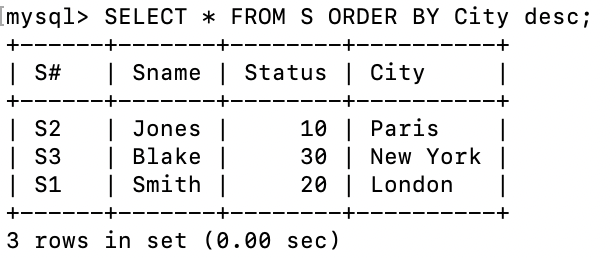 [mysql> SELECT * FROM S ORDER BY City desc;
+------+-------+--------+----------+
| S#   | Sname | Status | City     |
+------+-------+--------+----------+
| S2   | Jones |     10 | Paris    |
| S3   | Blake |     30 | New York |
| S1   | Smith |     20 | London   |
+------+-------+--------+----------+
3 rows in set (0.00 sec)